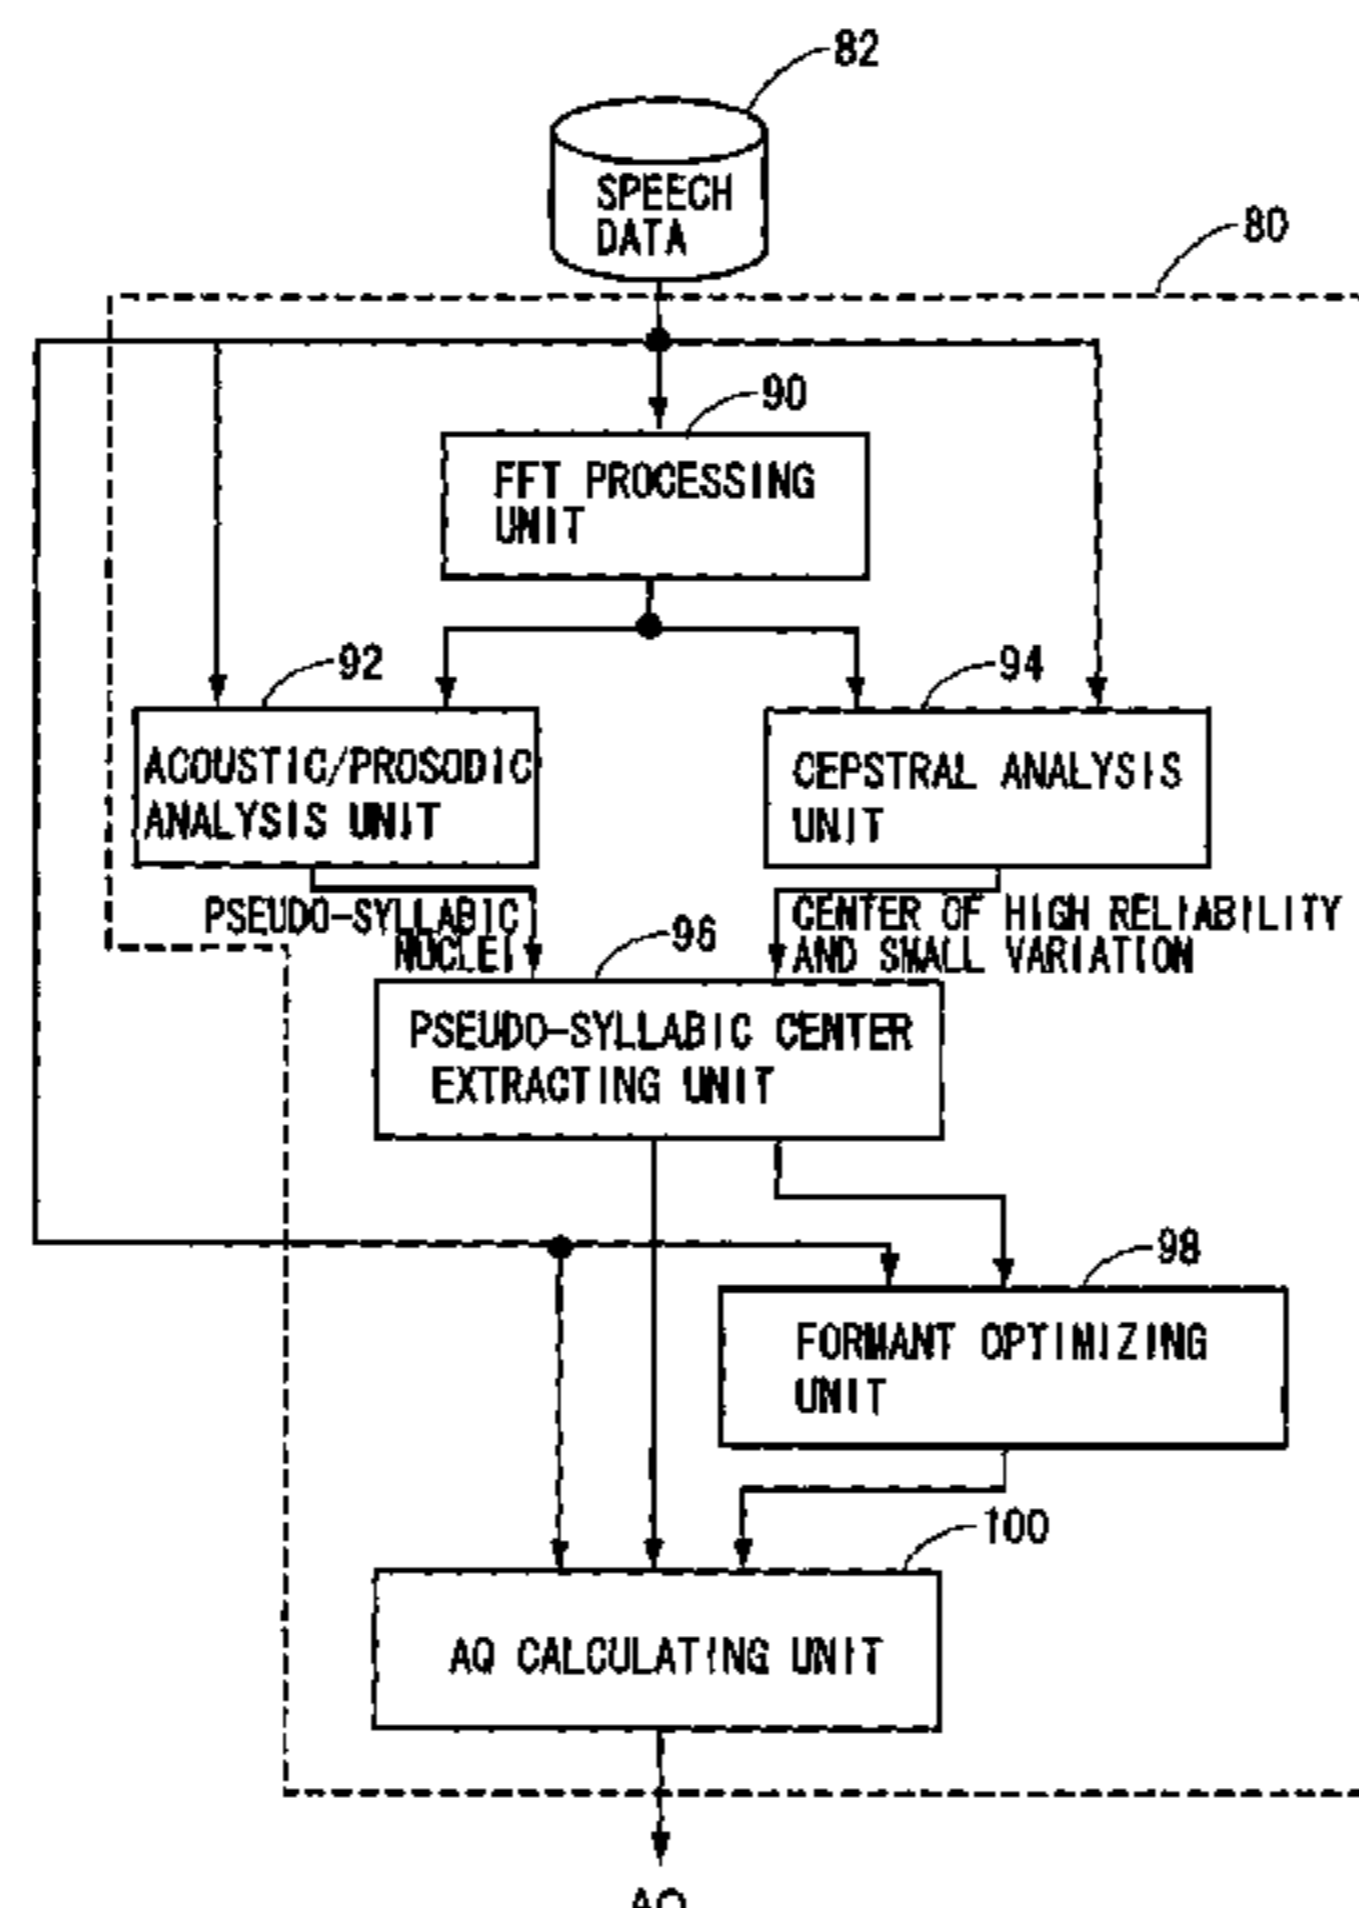 82
SPEECH
DATA
80
90
FFT PROCESSING
UNIT
92
94
ACOUSTIC/PROSODIC
ANALYSIS UNIT
CEPSTRAL ANALYSIS
UNIT
PSEUDO-SYLLABIC
NUCLEI
CENTER OF HIGH RELIABILITY
AND SMALL VARIATION
96
PSEUDO-SYLLABIC CENTER
EXTRACTING UNIT
98
FORMANT OPTIMIZING
UNIT
100
AQ CALCULATING UNIT
AQ